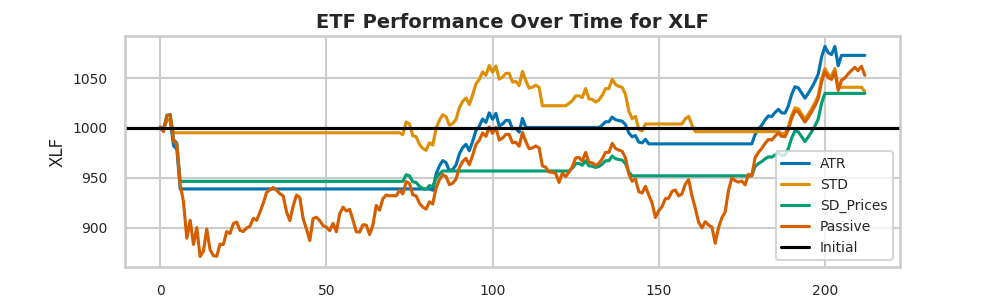 ETF Performance Over Time for XLF
XLF
1050
1000
950
900
0
50
100
150
200
ATR
STD
SD_Prices
Passive
Initial